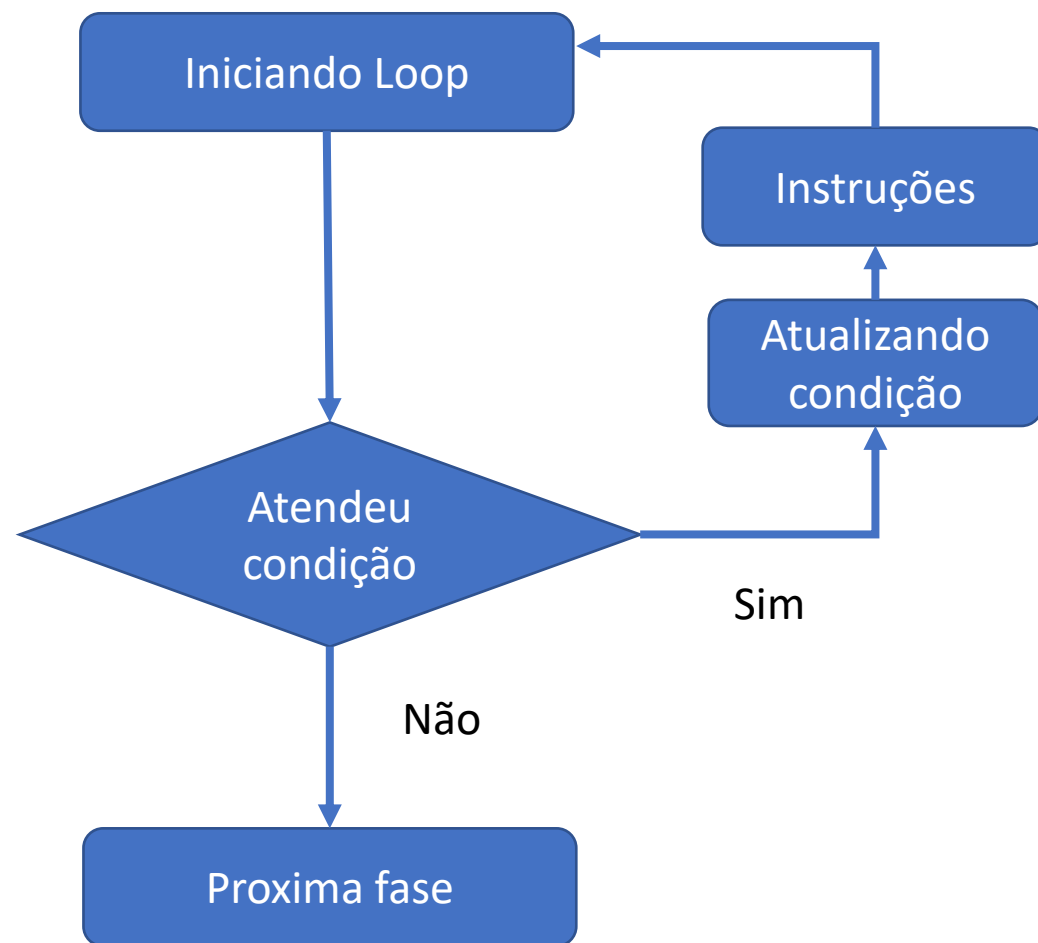 Iniciando Loop
Instruções
Atualizando
condição
Atendeu
condição
Sim
Não
Proxima fase